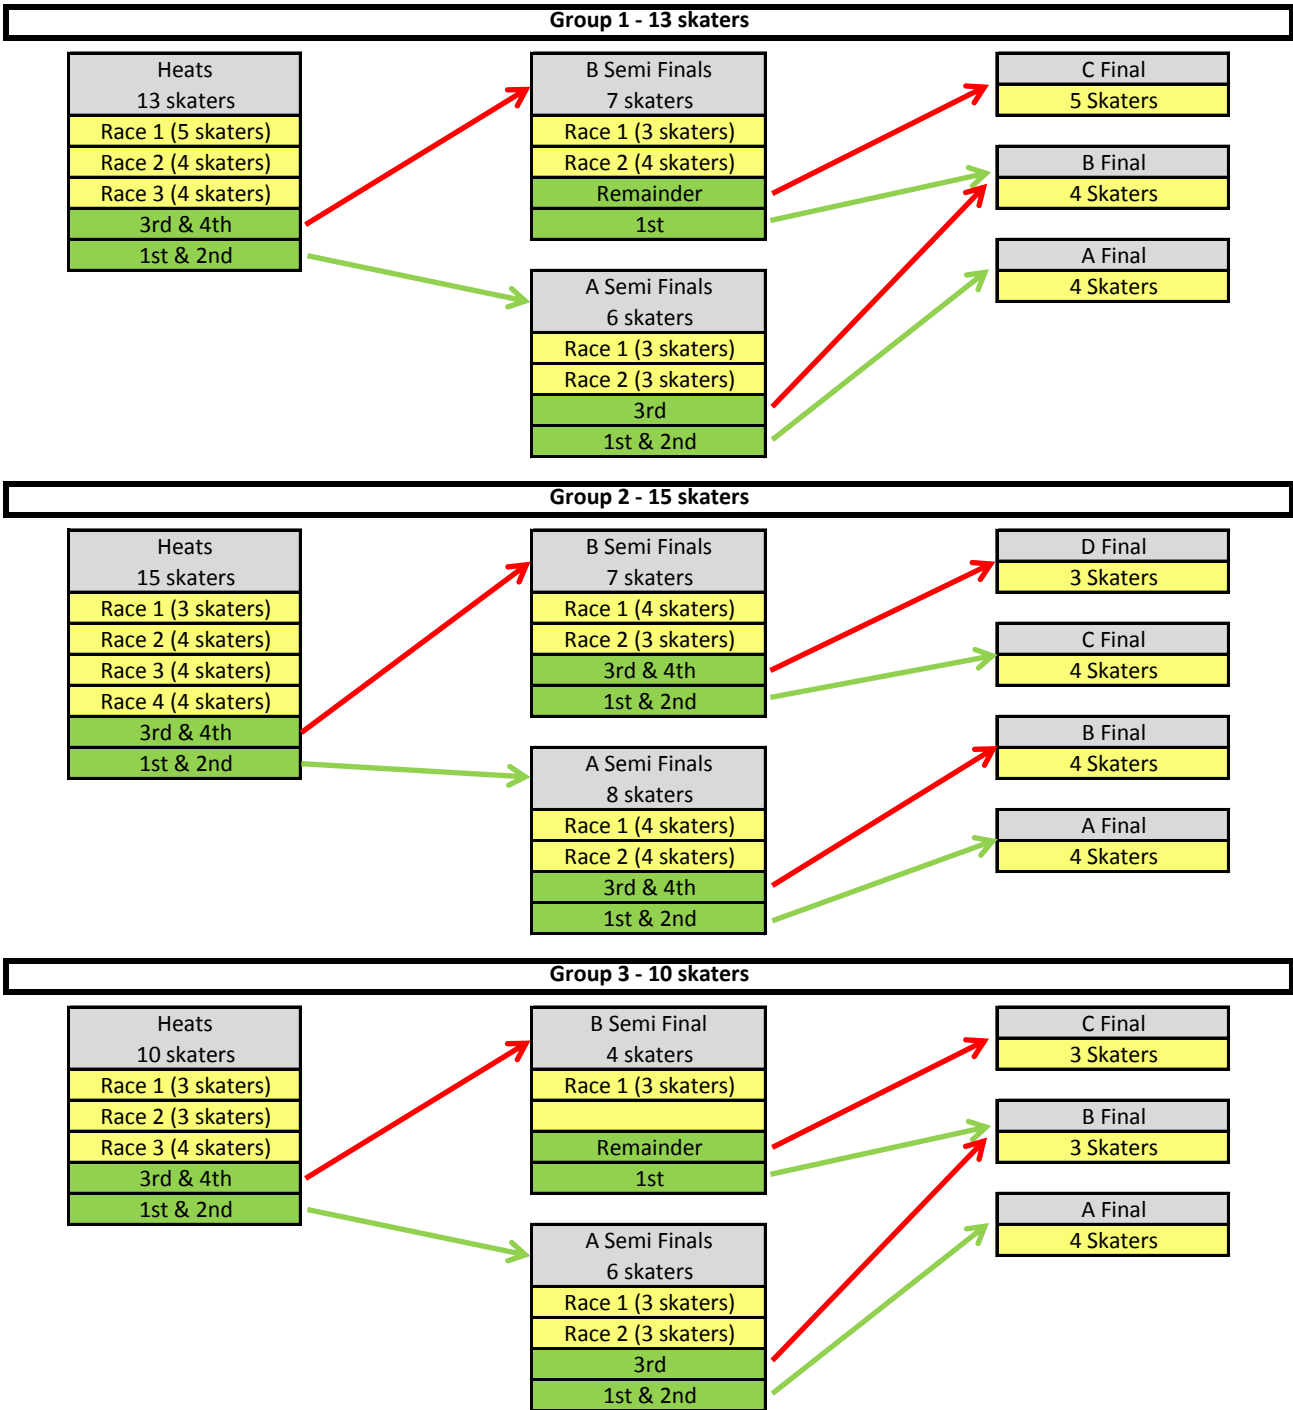 Group 1 - 13 skaters
Heats
13 skaters
Race 1 (5 skaters)
Race 2 (4 skaters)
Race 3 (4 skaters)
3rd & 4th
1st & 2nd
B Semi Finals
7 skaters
Race 1 (3 skaters)
Race 2 (4 skaters)
Remainder
1st
A Semi Finals
6 skaters
Race 1 (3 skaters)
Race 2 (3 skaters)
3rd
1st & 2nd
C Final
5 Skaters
B Final
4 Skaters
A Final
4 Skaters
Group 2 - 15 skaters
Heats
15 skaters
Race 1 (3 skaters)
Race 2 (4 skaters)
Race 3 (4 skaters)
Race 4 (4 skaters)
3rd & 4th
1st & 2nd
B Semi Finals
7 skaters
Race 1 (4 skaters)
Race 2 (3 skaters)
3rd & 4th
1st & 2nd
A Semi Finals
8 skaters
Race 1 (4 skaters)
Race 2 (4 skaters)
3rd & 4th
1st & 2nd
D Final
3 Skaters
C Final
4 Skaters
B Final
4 Skaters
A Final
4 Skaters
Group 3 - 10 skaters
Heats
10 skaters
Race 1 (3 skaters)
Race 2 (3 skaters)
Race 3 (4 skaters)
3rd & 4th
1st & 2nd
B Semi Final
4 skaters
Race 1 (3 skaters)
Remainder
1st
A Semi Finals
6 skaters
Race 1 (3 skaters)
Race 2 (3 skaters)
3rd
1st & 2nd
C Final
3 Skaters
B Final
3 Skaters
A Final
4 Skaters